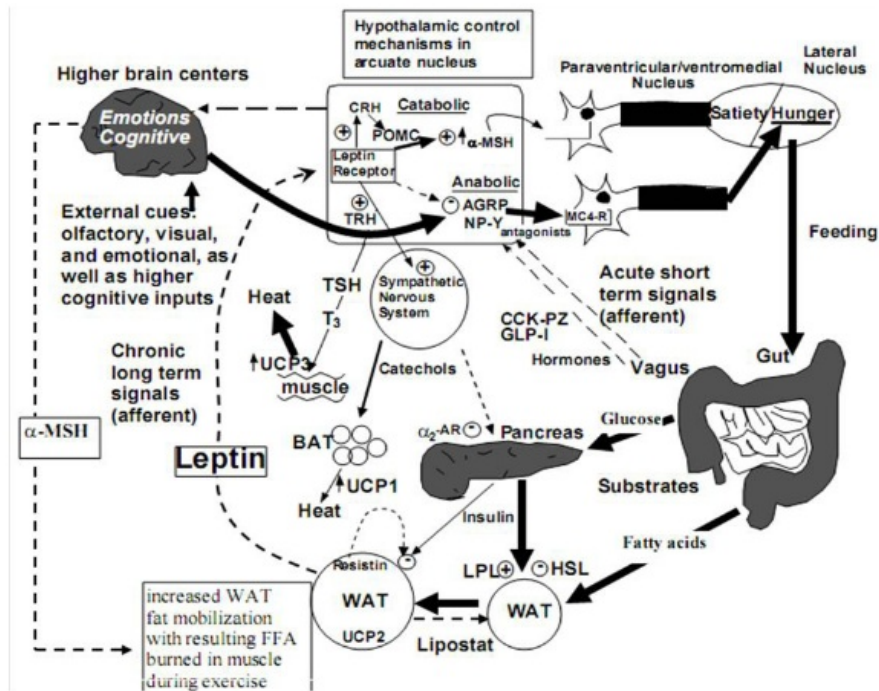 Hypothalamic control
mechanisms in
arcuate nucleus
Higher brain centers
Emotions
Cognitive
External cues:
olfactory, visual,
and emotional, as
well as higher
cognitive inputs
CRH
Catabolic
POMC
+
+
α-MSH
Leptin
Receptor
Anabolic
+
TRH
-
AGRP
NP-Y
antagonists
Paraventricular/ventromedial
Nucleus
Lateral
Nucleus
Satiety
Hunger
MC4-R
Feeding
TSH
T3
Heat
UCP3
muscle
+
Sympathetic
Nervous
System
Catechols
Acute short
term signals
(afferent)
CCK-PZ
GLP-I
Hormones
Vagus
Gut
Chronic
long term
signals
(afferent)
α-MSH
Leptin
BAT
UCP1
Heat
α2-AR
-
Pancreas
Glucose
Substrates
Insulin
Fatty acids
Resistin
-
WAT
UCP2
LPL
+
-
HSL
WAT
Lipostat
increased WAT
fat mobilization
with resulting FFA
burned in muscle
during exercise